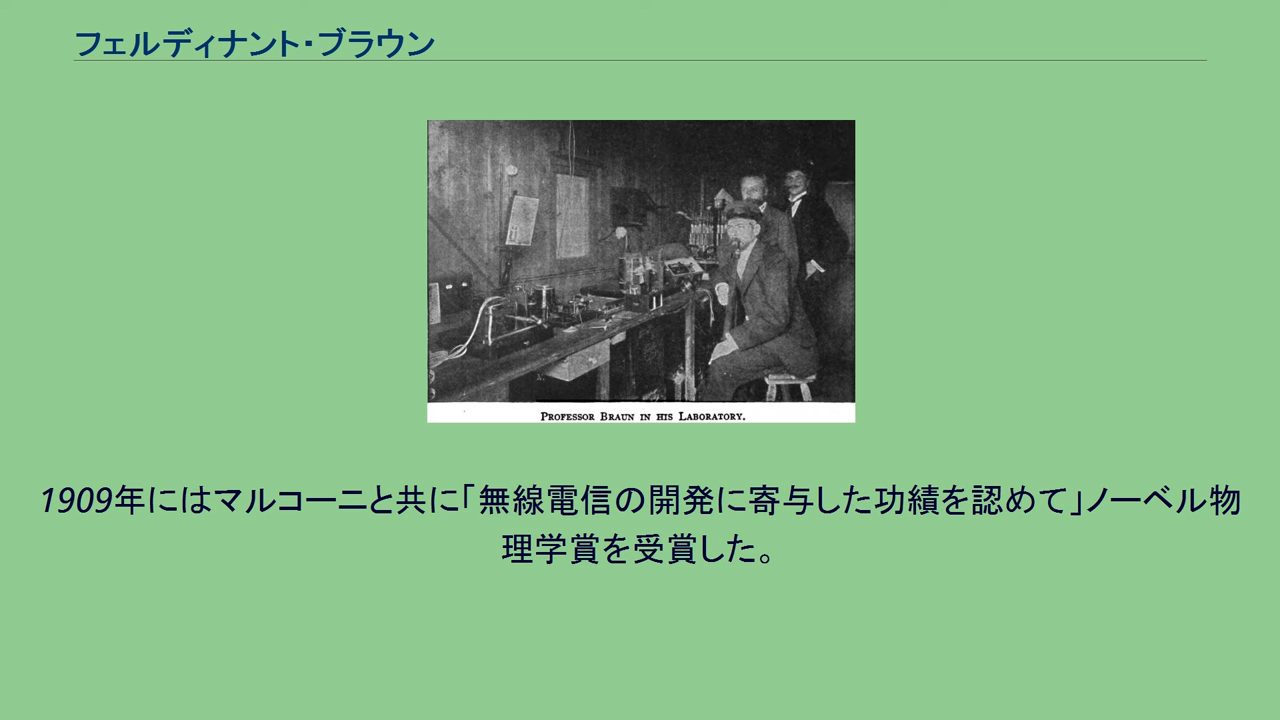 フェルディナント・ブラウン
PROFESSOR BRAUN IN HIS LABORATORY.
1909年にはマルコーニと共に「無線電信の開発に寄与した功績を認めて」ノーベル物
理学賞を受賞した。